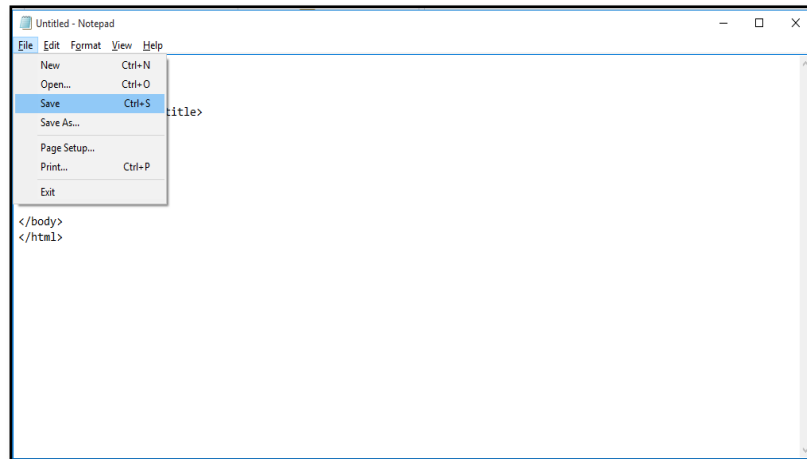 Untitled - Notepad
File Edit Format View Help
New Ctrl+N
Open... Ctrl+O
Save Ctrl+S
title>
Save As...
Page Setup...
Print... Ctrl+P
Exit
</body>
</html>